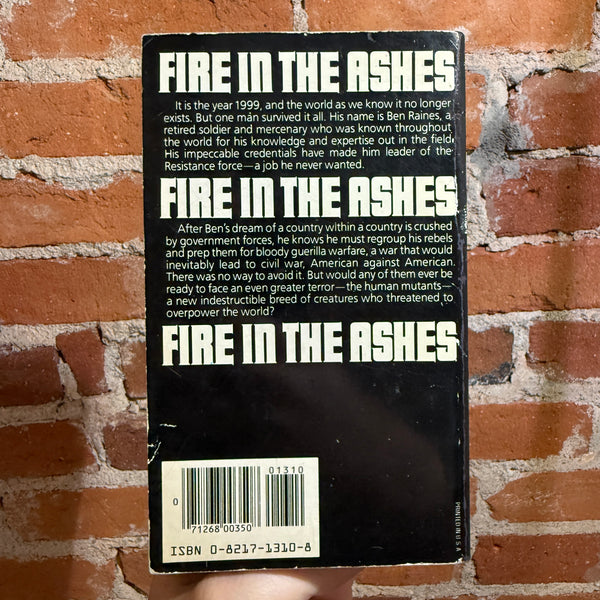 FIRE IN THE ASHES
It is the year 1999, and the world as we know it no longer
exists. But one mán survived it all. His name is Ben Raines, a
retired soldier and mercenary who was known throughout
the world for his knowledge and expertise out in the field.
His impeccable credentials have made him leader of the
Resistance force—a job he never wanted.
FIRE IN THE ASHES
After Ben's dream of a country within a country is crushed
by government forces, he knows he must regroup his rebels
and prep them for bloody guerilla warfare, a war that would
inevitably lead to civil war, American against American.
There was no way to avoid it. But would any of them ever be
ready to face an even greater terror—the human mutants—
a new indestructible breed of creatures who threatened to
overpower the world?
FIRE IN THE ASHES
01310
0
71268 00350
ISBN 0-8217-1310-8
PRINTED IN U.S.A.